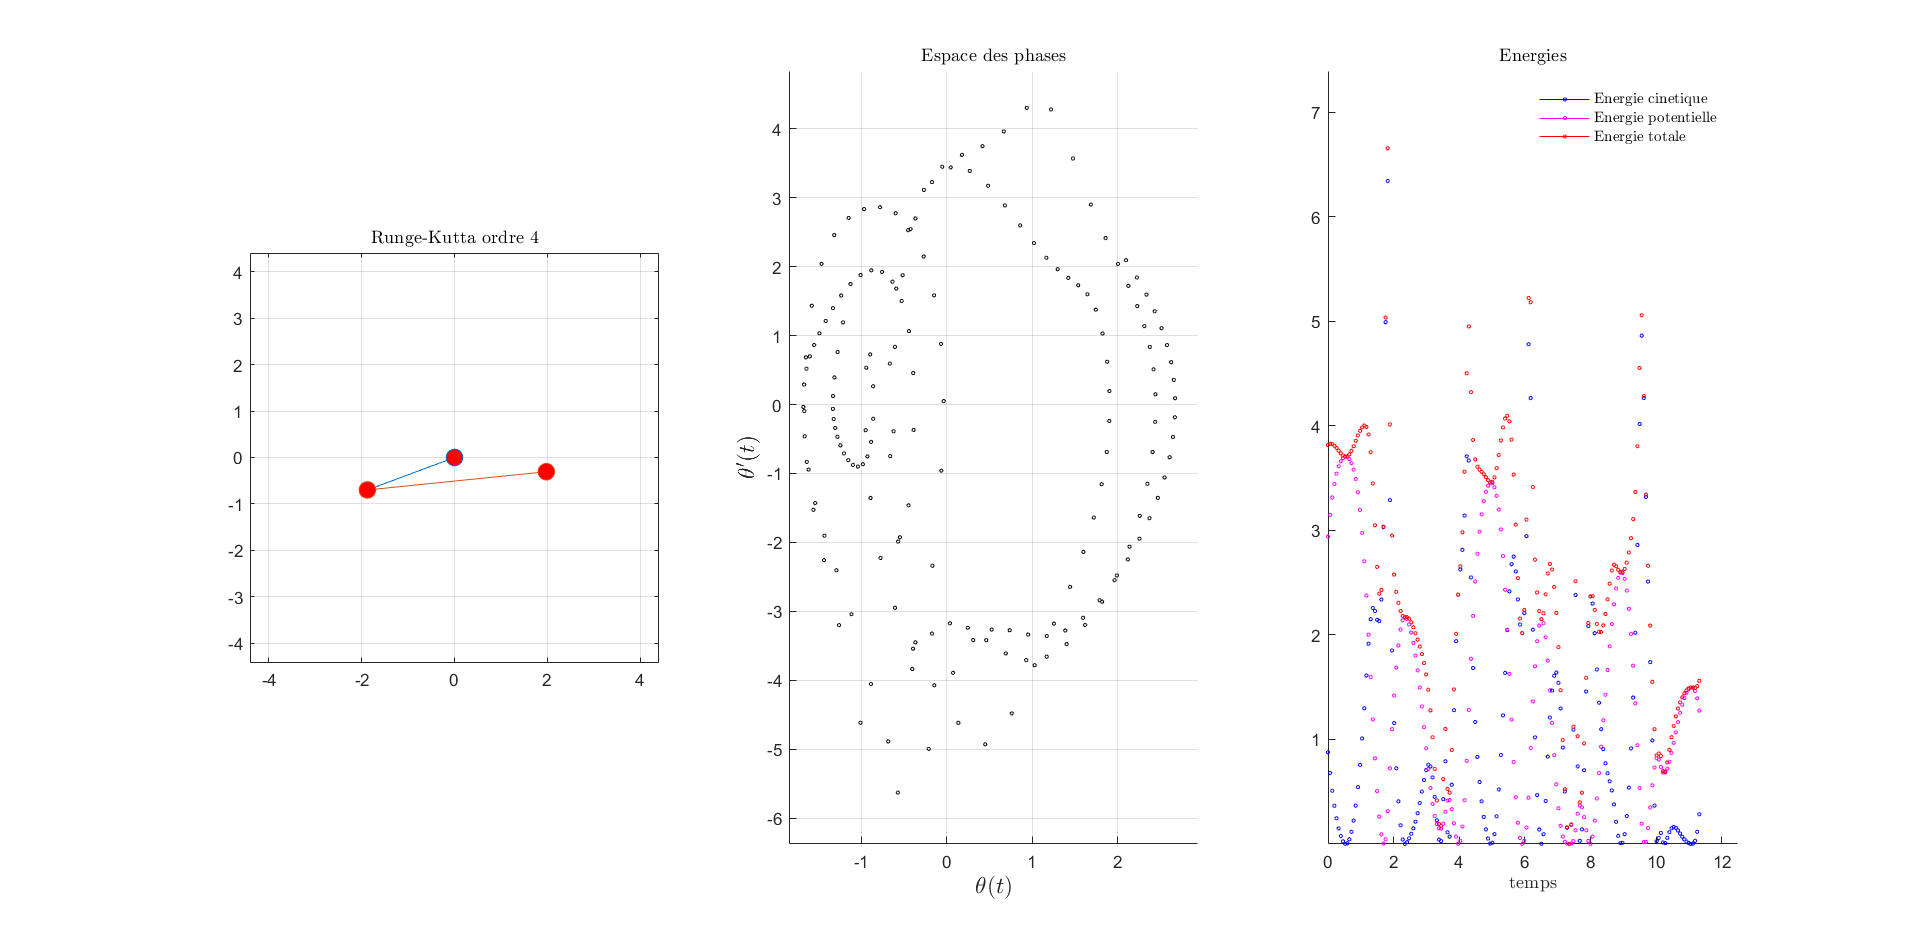 Runge-Kutta ordre 4
4
3
2
1
0
-1
-2
-3
-4
-4 -2 0 2 4
Espace des phases
4
3
2
1
0
-1
-2
-3
-4
-5
-6
θ′(t)
-1 0 1 2
θ(t)
Energies
Energie cinetique
Energie potentielle
Energie totale
7
6
5
4
3
2
1
0 2 4 6 8 10 12
temps